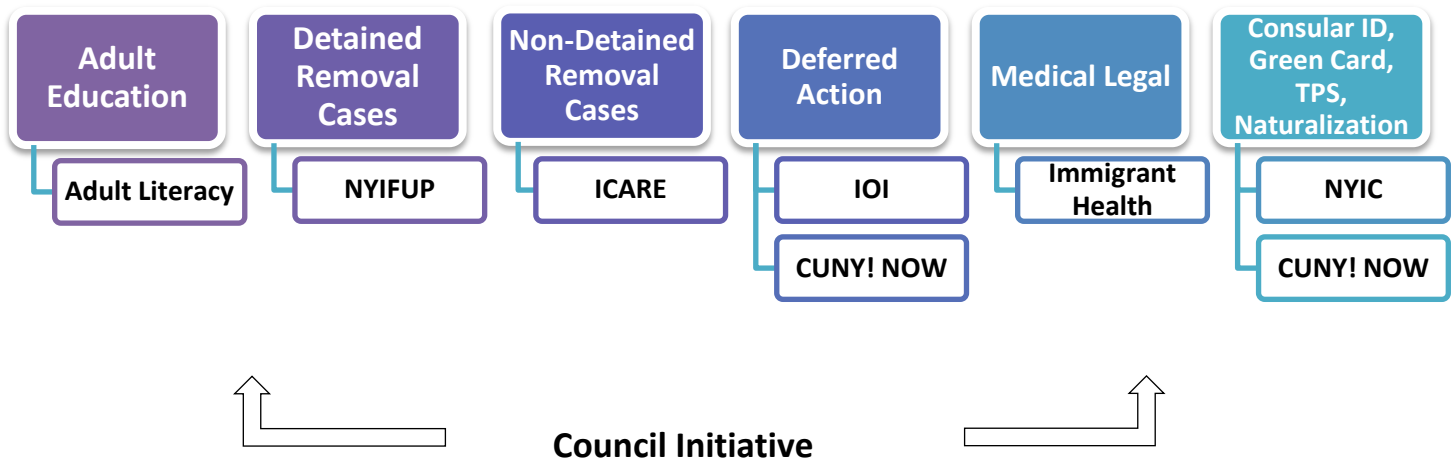 Adult
Education
Detained
Removal
Cases
Non-Detained
Removal
Cases
Deferred
Action
Medical Legal
Consular ID,
Green Card,
TPS,
Naturalization
Adult Literacy
NYIFUP
ICARE
IOI
CUNY! NOW
Immigrant
Health
NYIC
CUNY! NOW
Council Initiative